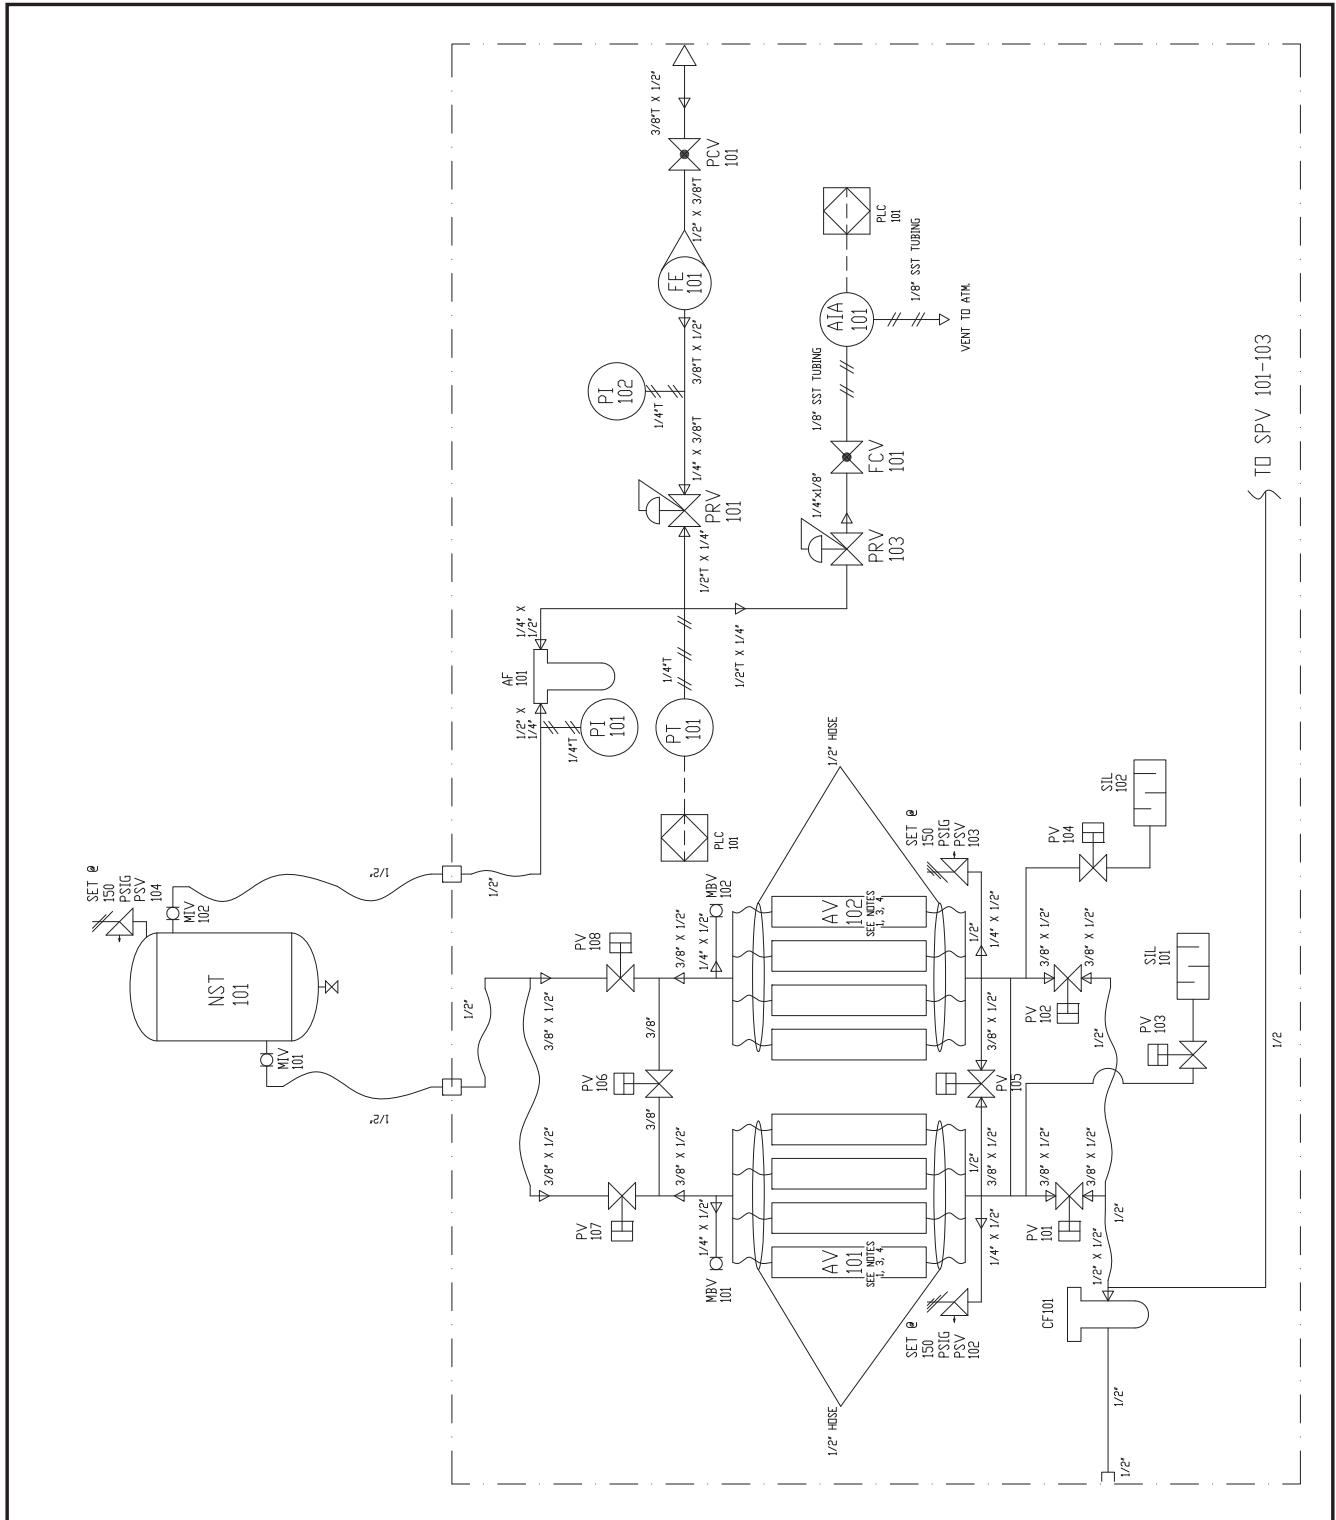 3/8"T X 1/2"
PCV
101
1/2" X 3/8"T
FE
101
3/8"T X 1/2"
PI
102
1/4"T
1/4" X 3/8"T
PRV
101
1/2"T X 1/4"
PLC
101
1/8" SST TUBING
AIA
101
VENT TO ATM.
1/8" SST TUBING
FCV
101
1/4"x1/8"
PRV
103
TO SPV 101-103
1/4" X
1/2"
AF
101
1/2" X
1/4"
1/4"T
PI
101
1/4"T
PT
101
1/2"T X 1/4"
PLC
101
SET @
150
PSIG
PSV
104
MIV
102
1/2"
1/2"
NST
101
MIV
101
1/2"
1/2"
PV
108
3/8" X 1/2"
3/8" X 1/2"
1/4" X 1/2"
MBV
102
3/8"
PV
106
3/8"
3/8" X 1/2"
3/8" X 1/2"
PV
107
1/4" X 1/2"
MBV
101
1/2" HOSE
AV
102
SEE NOTES
1, 3, 4,
SET @
150
PSIG
PSV
103
1/2"
1/4" X 1/2"
3/8" X 1/2"
PV
105
1/2"
3/8" X 1/2"
1/4" X 1/2"
AV
101
SEE NOTES
1, 3, 4,
SET @
150
PSIG
PSV
102
1/2" HOSE
SIL
102
PV
104
3/8" X 1/2"
3/8" X 1/2"
PV
102
1/2"
SIL
101
PV
103
3/8" X 1/2"
3/8" X 1/2"
PV
101
1/2"
1/2" X 1/2"
CF101
1/2"
1/2"
1/2